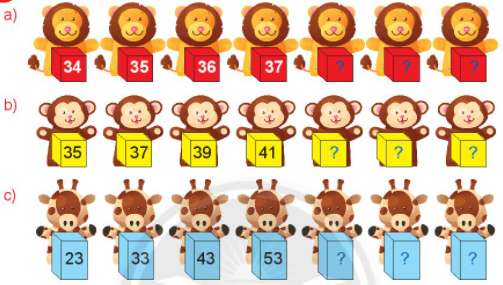 a)
34 35 36 37 ? ? ?
b)
35 37 39 41 ? ? ?
c)
23 33 43 53 ? ? ?